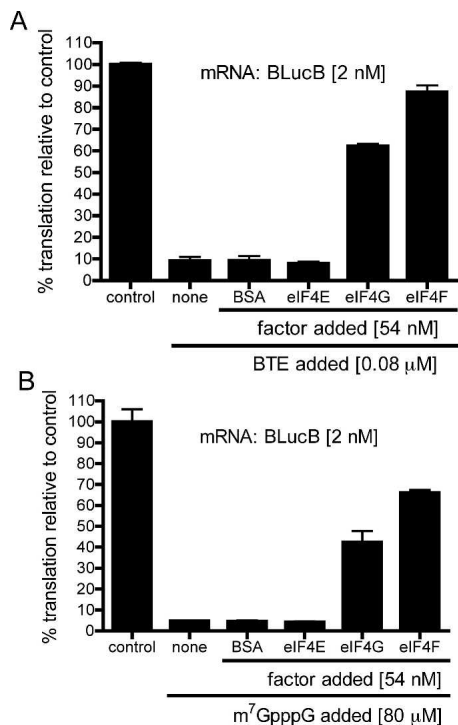 A
% translation relative to control
110
100
90
80
70
60
50
40
30
20
10
0
mRNA: BLucB [2 nM]
control none BSA eIF4E eIF4G eIF4F
factor added [54 nM]
BTE added [0.08 μM]
B
% translation relative to control
110
100
90
80
70
60
50
40
30
20
10
0
mRNA: BLucB [2 nM]
control none BSA eIF4E eIF4G eIF4F
factor added [54 nM]
m⁷GpppG added [80 μM]